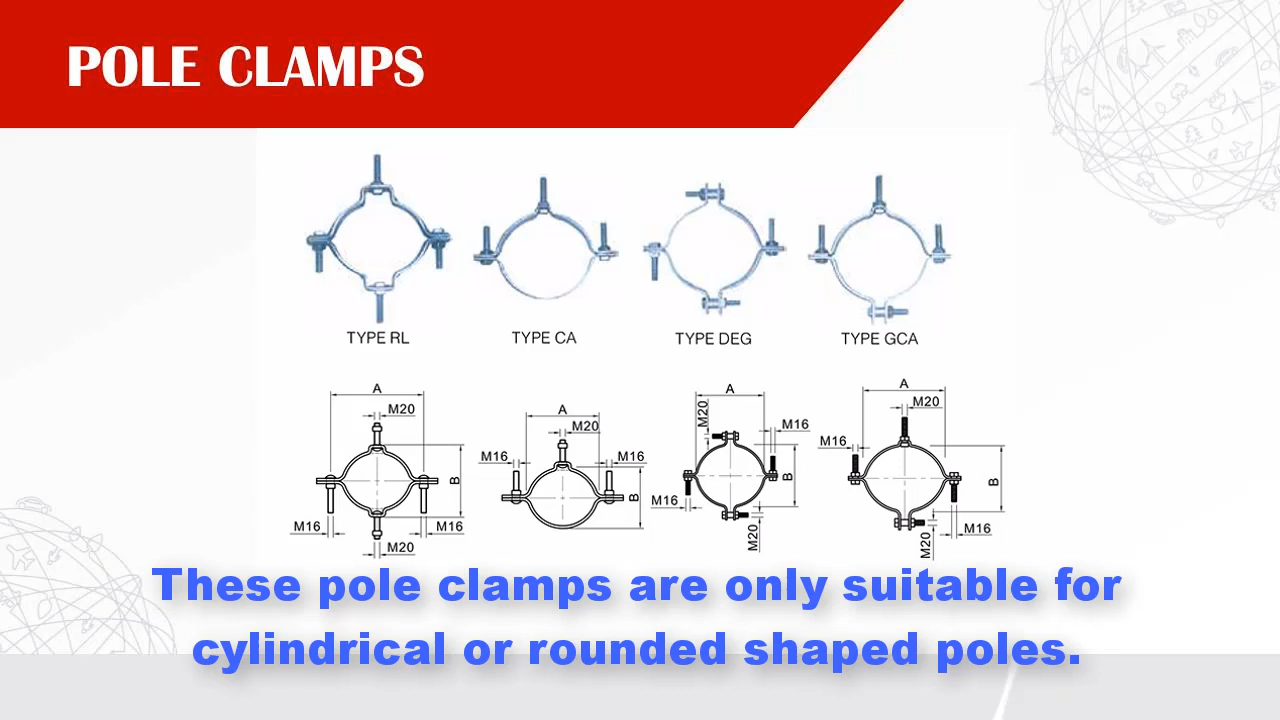 POLE CLAMPS
TYPE RL
TYPE CA
TYPE DEG
TYPE GCA
A
M20
B
M16
M16
M20
A
M20
M16
M16
B
A
M20
M16
B
M16
M20
A
M20
M16
B
M16
M20
These pole clamps are only suitable for
cylindrical or rounded shaped poles.